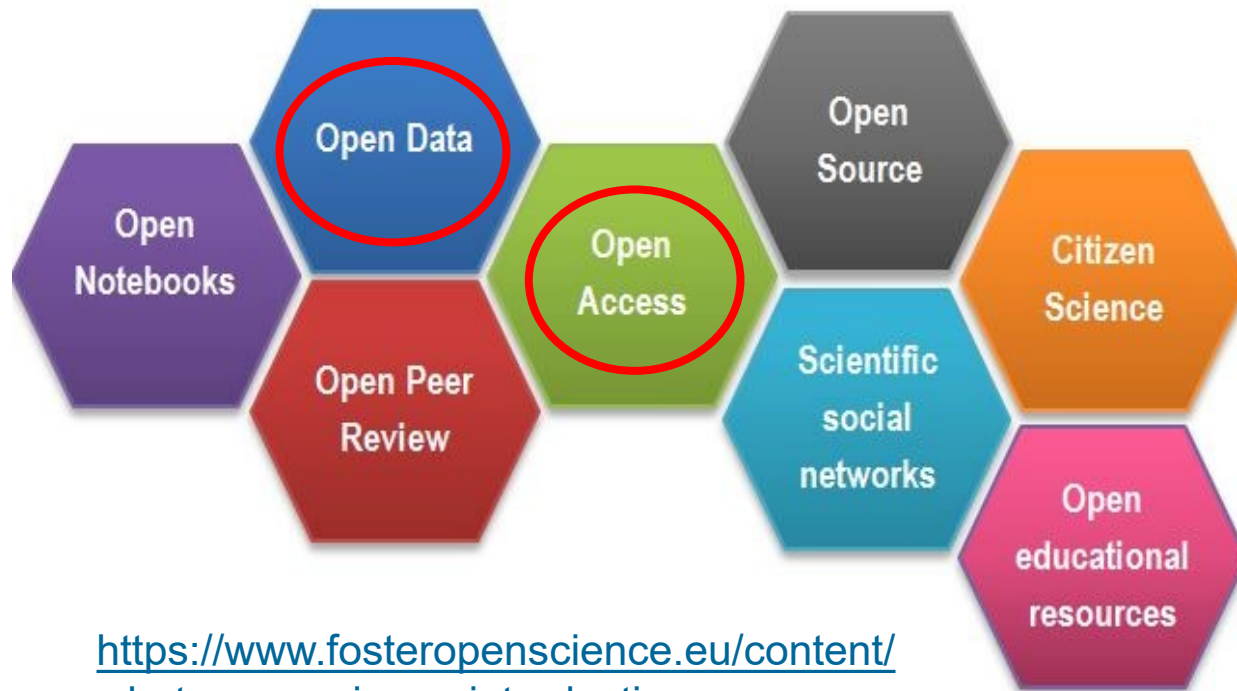 Open Data
Open
Notebooks
Open Peer
Review
Open
Access
Open
Source
Scientific
social
networks
Citizen
Science
Open
educational
resources
https://www.fosteropenscience.eu/content/